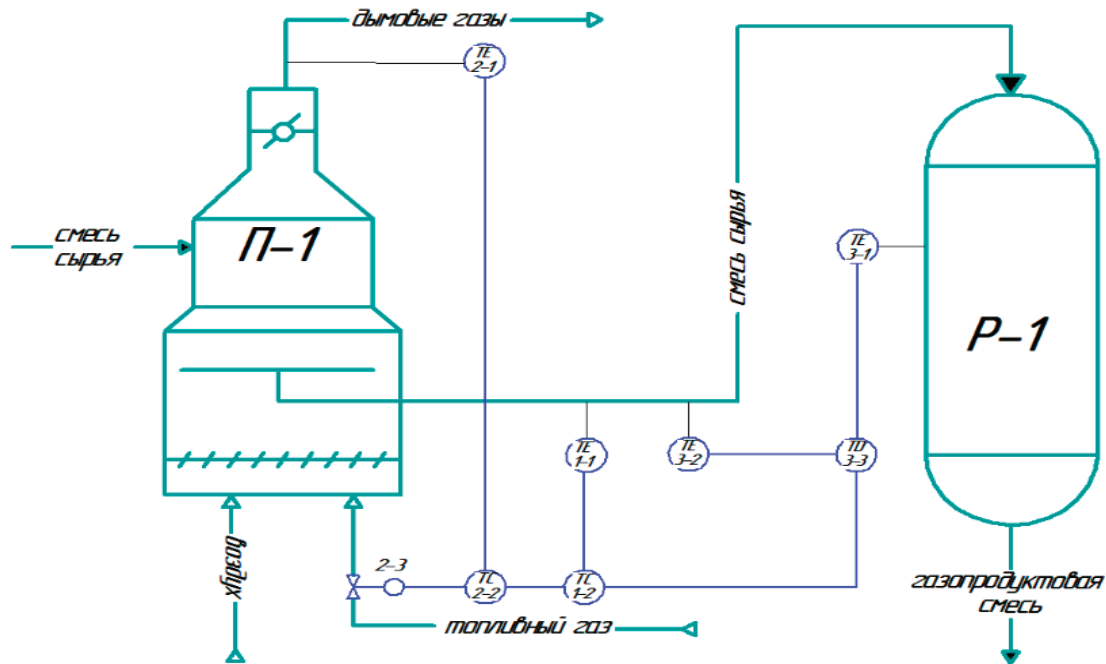 дымовые газы
TE
2-1
смесь
сырья
П-1
смесь сырья
TE
3-1
Р-1
TE
1-1
TE
3-2
TD
3-3
воздух
2-3
TC
2-2
TC
1-2
газопродуктовая
смесь
топливный газ